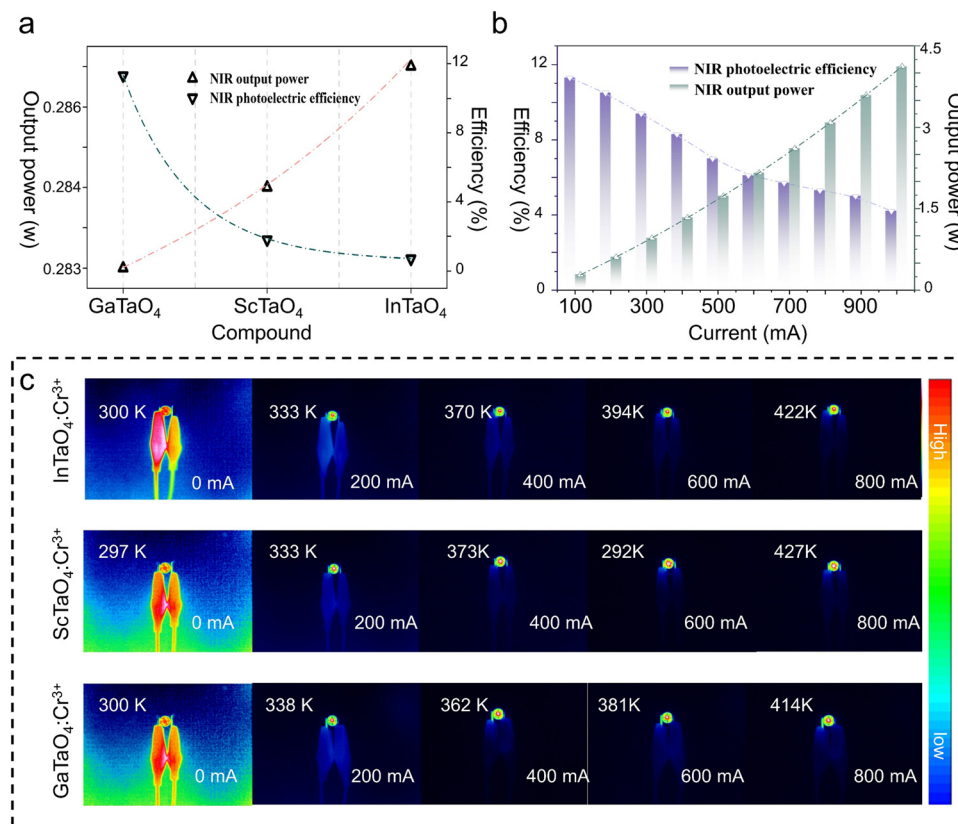 a
Output power (w)
0.286
0.284
0.283
NIR output power
NIR photoelectric efficiency
12
8
4
0
Efficiency (%)
GaTaO₄
ScTaO₄
InTaO₄
Compound
b
Efficiency (%)
12
8
4
0
NIR photoelectric efficiency
NIR output power
4.5
3
1.5
0
Output power (w)
100
300
500
700
900
Current (mA)
c
InTaO₄:Cr³⁺
300 K
0 mA
333 K
200 mA
370 K
400 mA
394K
600 mA
422K
800 mA
ScTaO₄:Cr³⁺
297 K
0 mA
333 K
200 mA
373K
400 mA
292K
600 mA
427K
800 mA
GaTaO₄:Cr³⁺
300 K
0 mA
338 K
200 mA
362 K
400 mA
381K
600 mA
414K
800 mA
High
low